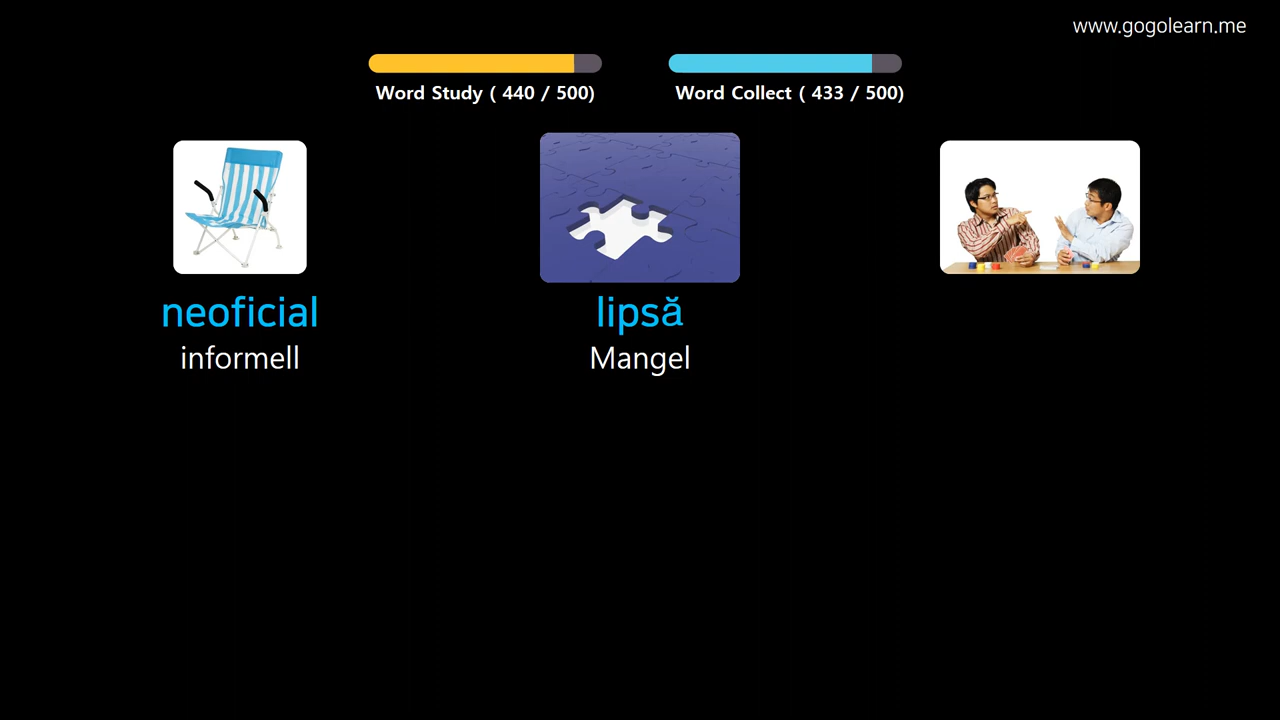 www.gogolearn.me
Word Study ( 440 / 500)
Word Collect ( 433 / 500)
neoficial
informell
lipsă
Mangel